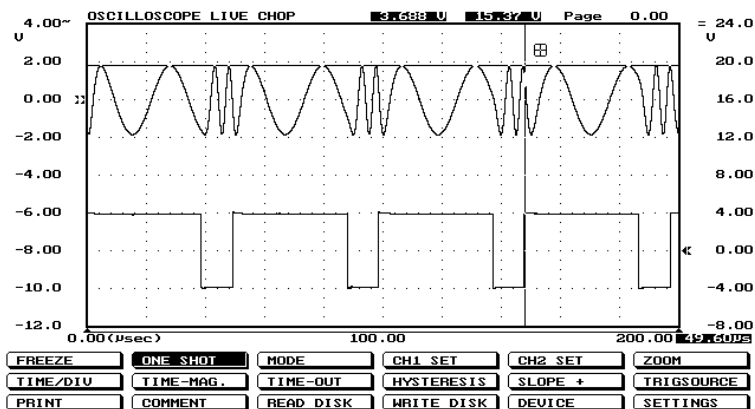 OSCILLOSCOPE LIVE CHOP 3.688 V 15.37 V Page 0.00
4.00~ = 24.0
V V
2.00 20.0
0.00 16.0
-2.00 12.0
-4.00 8.00
-6.00 4.00
-8.00 0.00
-10.0 -4.00
-12.0 -8.00
0.00(µsec) 100.00 200.00 49.60µs
FREEZE ONE SHOT MODE CH1 SET CH2 SET ZOOM
TIME/DIV TIME-MAG. TIME-OUT HYSTERESIS SLOPE + TRIGSOURCE
PRINT COMMENT READ DISK WRITE DISK DEVICE SETTINGS